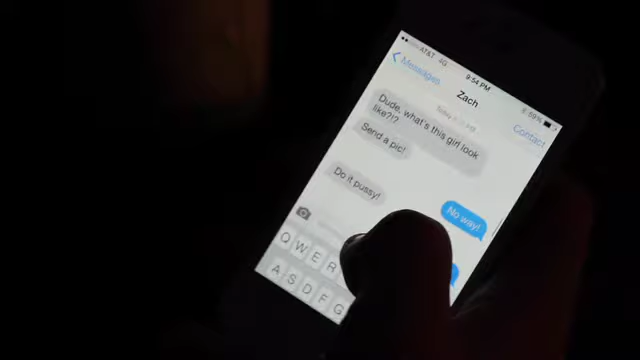 AT&T 4G
9:54 PM
59%
Messages
Zach
Contact
Dude, what's this girl look
like?!?
Send a pic!
Do it pussy!
No way!
Q W E R
A S D F G